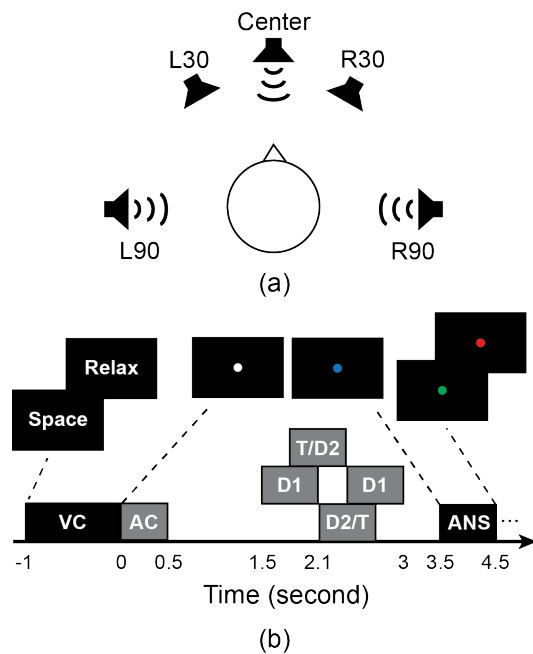 Center
L30
R30
L90
R90
(a)
Relax
Space
T/D2
D1
D1
VC
AC
D2/T
ANS
...
-1
0
0.5
1.5
2.1
3
3.5
4.5
Time (second)
(b)